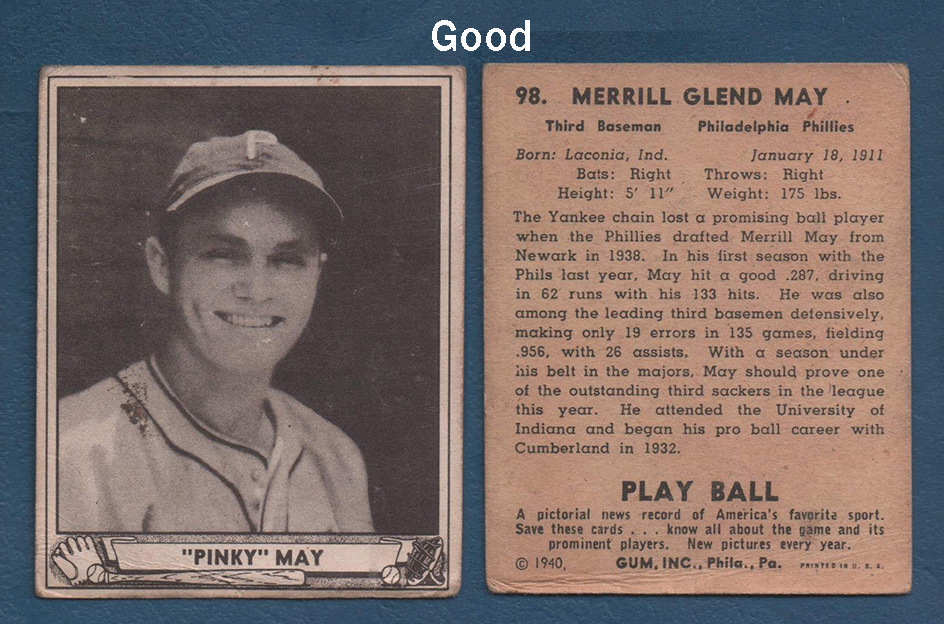 Good
F
"PINKY" MAY
98. MERRILL GLEND MAY
Third Baseman Philadelphia Phillies
Born: Laconia, Ind. January 18, 1911
Bats: Right Throws: Right
Height: 5' 11" Weight: 175 lbs.
The Yankee chain lost a promising ball player
when the Phillies drafted Merrill May from
Newark in 1938. In his first season with the
Phils last year, May hit a good .287, driving
in 62 runs with his 133 hits. He was also
among the leading third basemen defensively,
making only 19 errors in 135 games, fielding
.956, with 26 assists. With a season under
his belt in the majors, May should prove one
of the outstanding third sackers in the league
this year. He attended the University of
Indiana and began his pro ball career with
Cumberland in 1932.
PLAY BALL
A pictorial news record of America's favorite sport.
Save these cards . . . know all about the game and its
prominent players. New pictures every year.
© 1940, GUM, INC., Phila., Pa. PRINTED IN U. S. A.